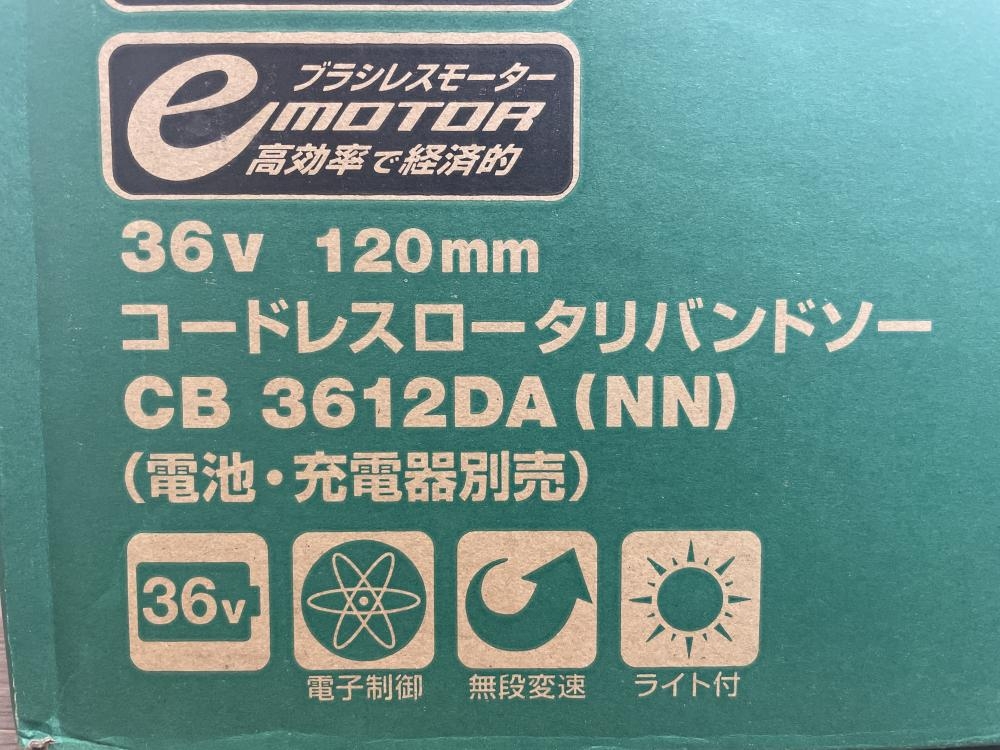 ブラシレスモーター
eMOTOR
高効率で経済的
36v 120mm
コードレスロータリバンドソー
CB 3612DA(NN)
(電池・充電器別売)
36v
電子制御 無段変速 ライト付